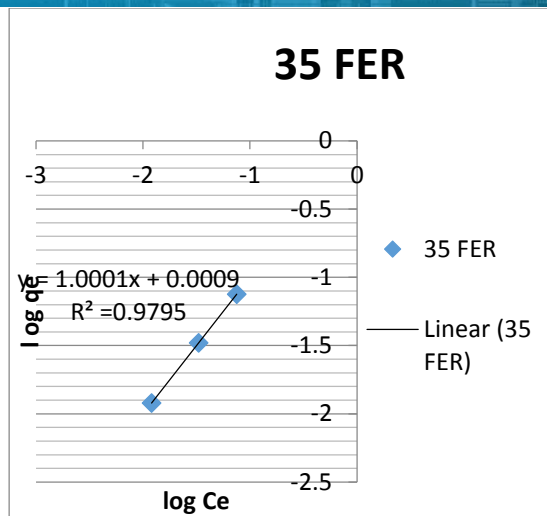 35 FER
0
-3 -2 -1 0
-0.5
-1
-1.5
-2
-2.5
y = 1.0001x + 0.0009
R² =0.9795
l og qe
log Ce
35 FER
Linear (35
FER)